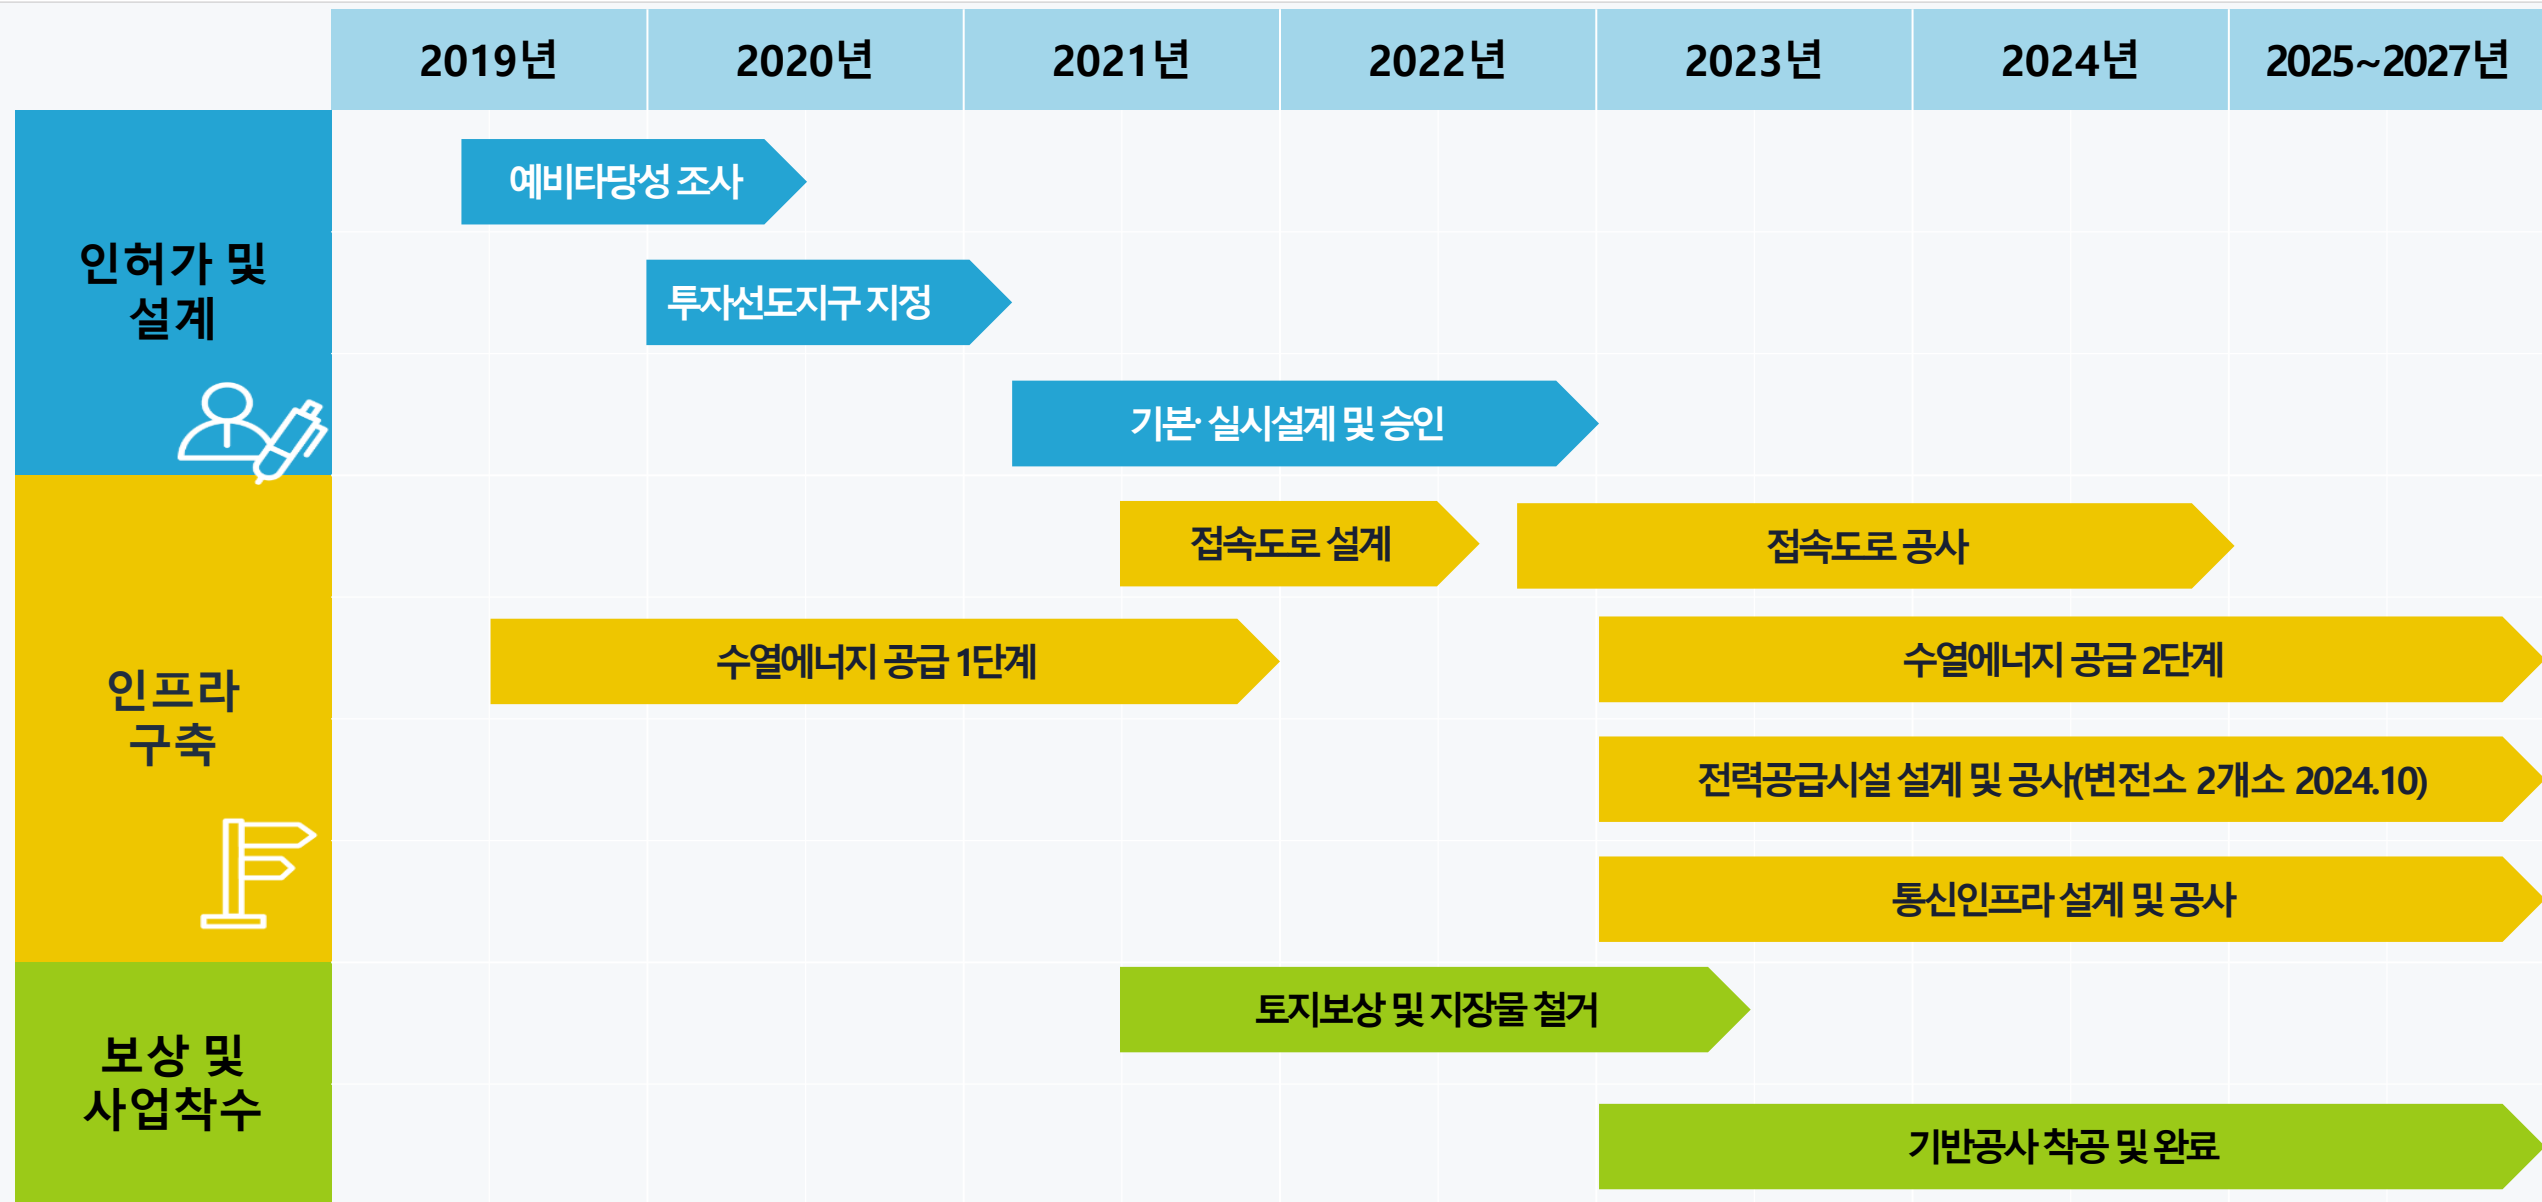 2019년 2020년 2021년 2022년 2023년 2024년 2025~2027년
인허가 및
설계
예비타당성 조사
투자선도지구 지정
기본·실시설계 및 승인
인프라
구축
접속도로 설계 접속도로 공사
수열에너지 공급 1단계 수열에너지 공급 2단계
전력공급시설 설계 및 공사(변전소 2개소 2024.10)
통신인프라 설계 및 공사
보상 및
사업착수
토지보상 및 지장물 철거
기반공사 착공 및 완료